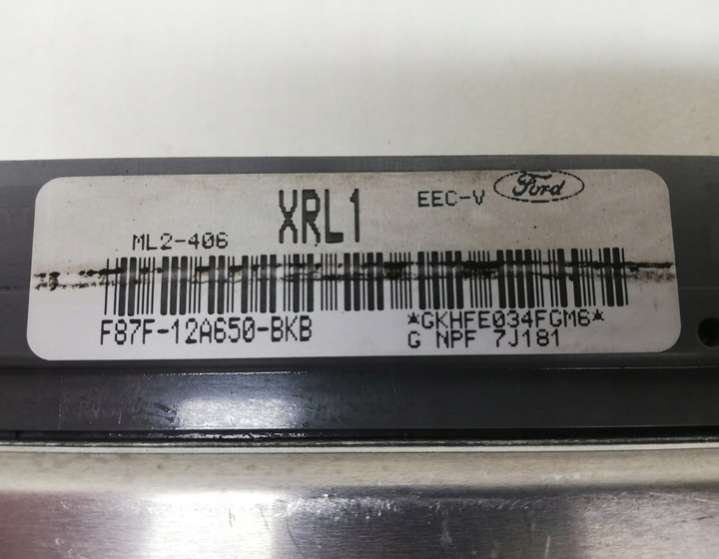 XRL1
EEC-V Ford
ML2-406
F87F-12A650-BKB
*GKHFE034FGM6*
G NPF 7J181